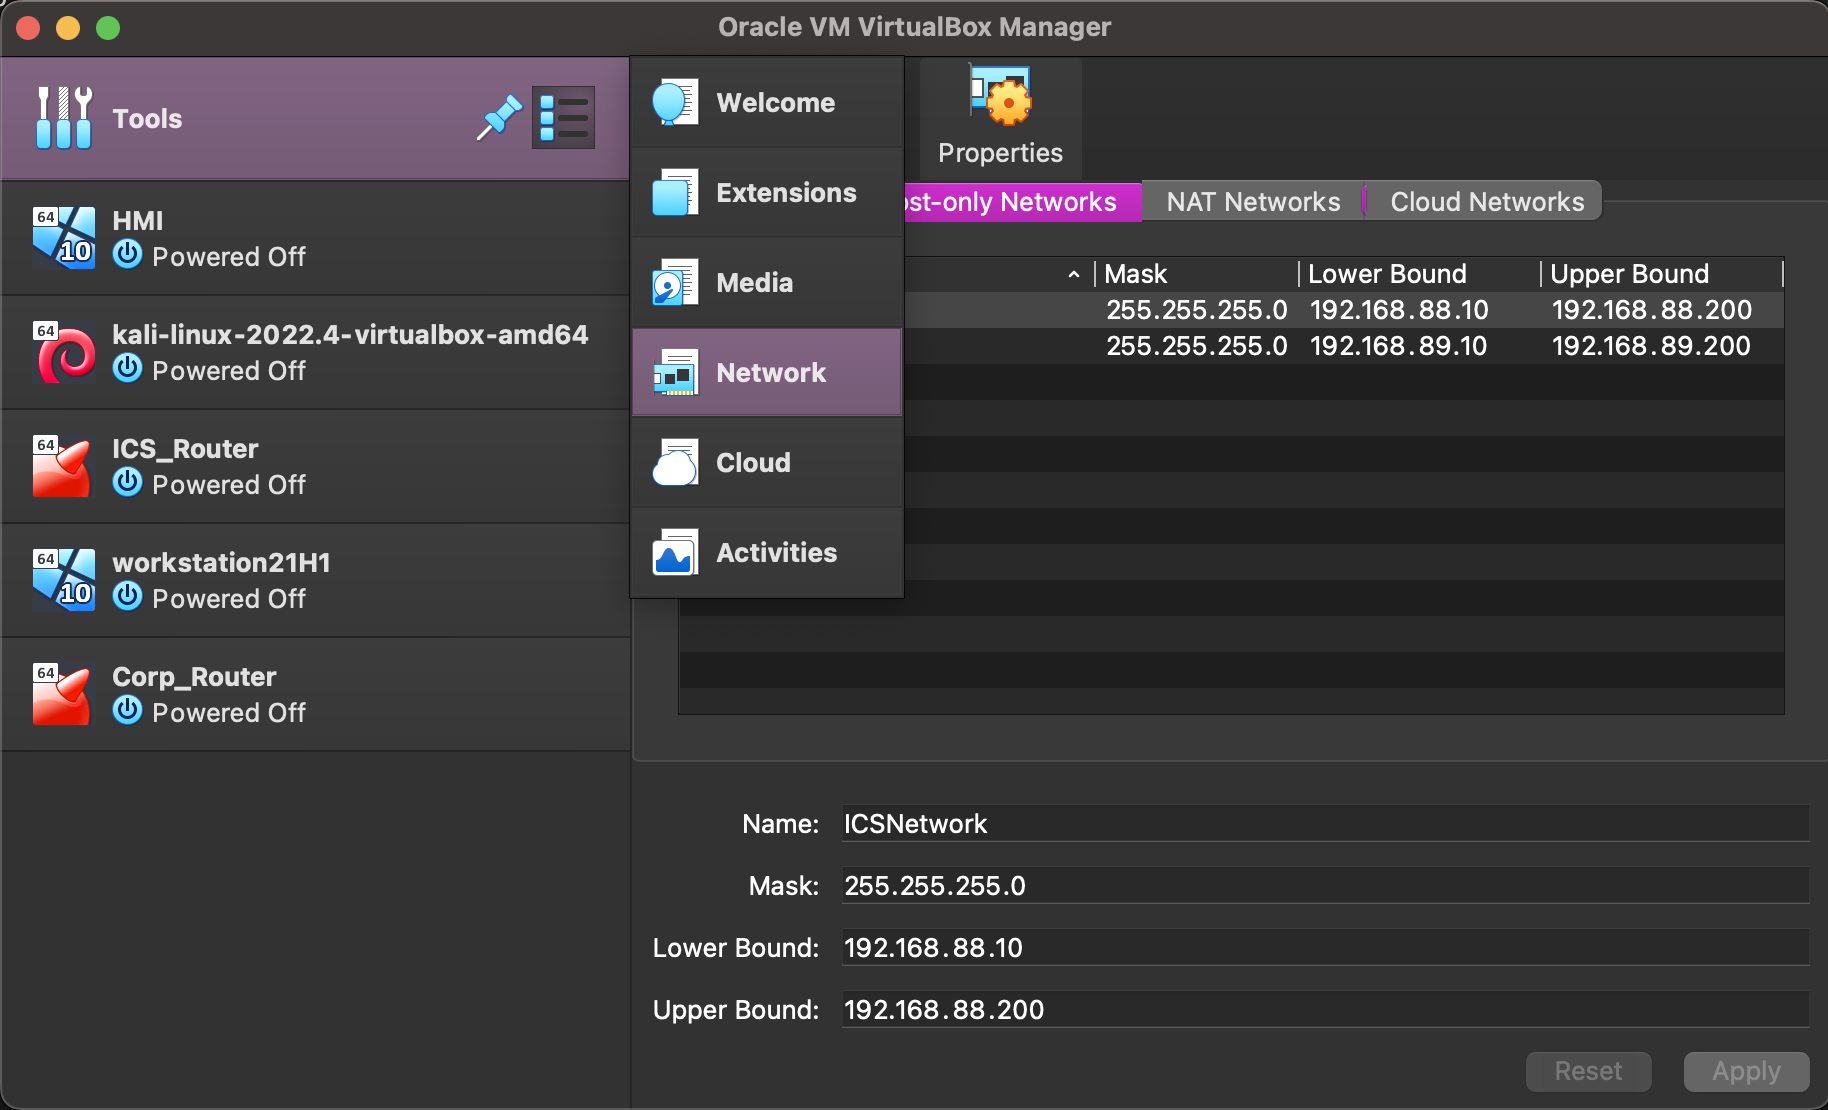 Oracle VM VirtualBox Manager
Tools
64
10
HMI
Powered Off
64
kali-linux-2022.4-virtualbox-amd64
Powered Off
64
ICS_Router
Powered Off
64
10
workstation21H1
Powered Off
64
Corp_Router
Powered Off
Welcome
Extensions
Media
Network
Cloud
Activities
Properties
ost-only Networks
NAT Networks
Cloud Networks
Mask Lower Bound Upper Bound
255.255.255.0 192.168.88.10 192.168.88.200
255.255.255.0 192.168.89.10 192.168.89.200
Name: ICSNetwork
Mask: 255.255.255.0
Lower Bound: 192.168.88.10
Upper Bound: 192.168.88.200
Reset Apply